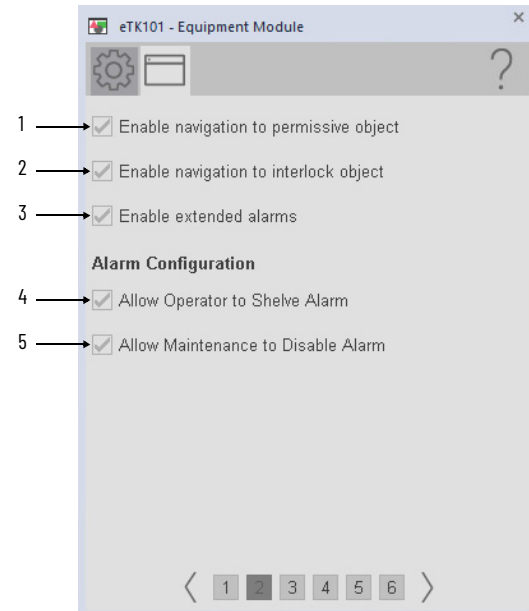 eTK101 - Equipment Module
×
?
1 Enable navigation to permissive object
2 Enable navigation to interlock object
3 Enable extended alarms
Alarm Configuration
4 Allow Operator to Shelve Alarm
5 Allow Maintenance to Disable Alarm
1 2 3 4 5 6